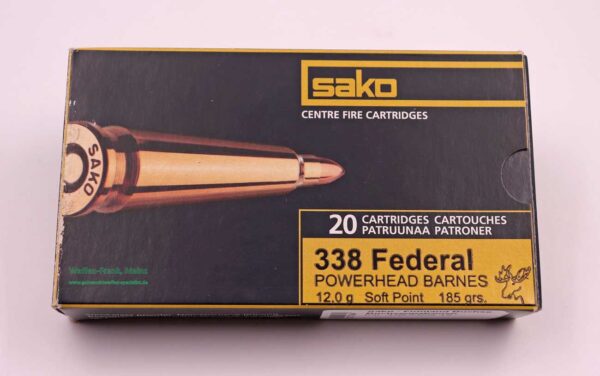 sako
CENTRE FIRE CARTRIDGES
SAKO
20 CARTRIDGES CARTOUCHES
PATRUUNAA PATRONER
338 Federal
POWERHEAD BARNES
12,0 g Soft Point 185 grs.
Waffen-Frank, Mainz